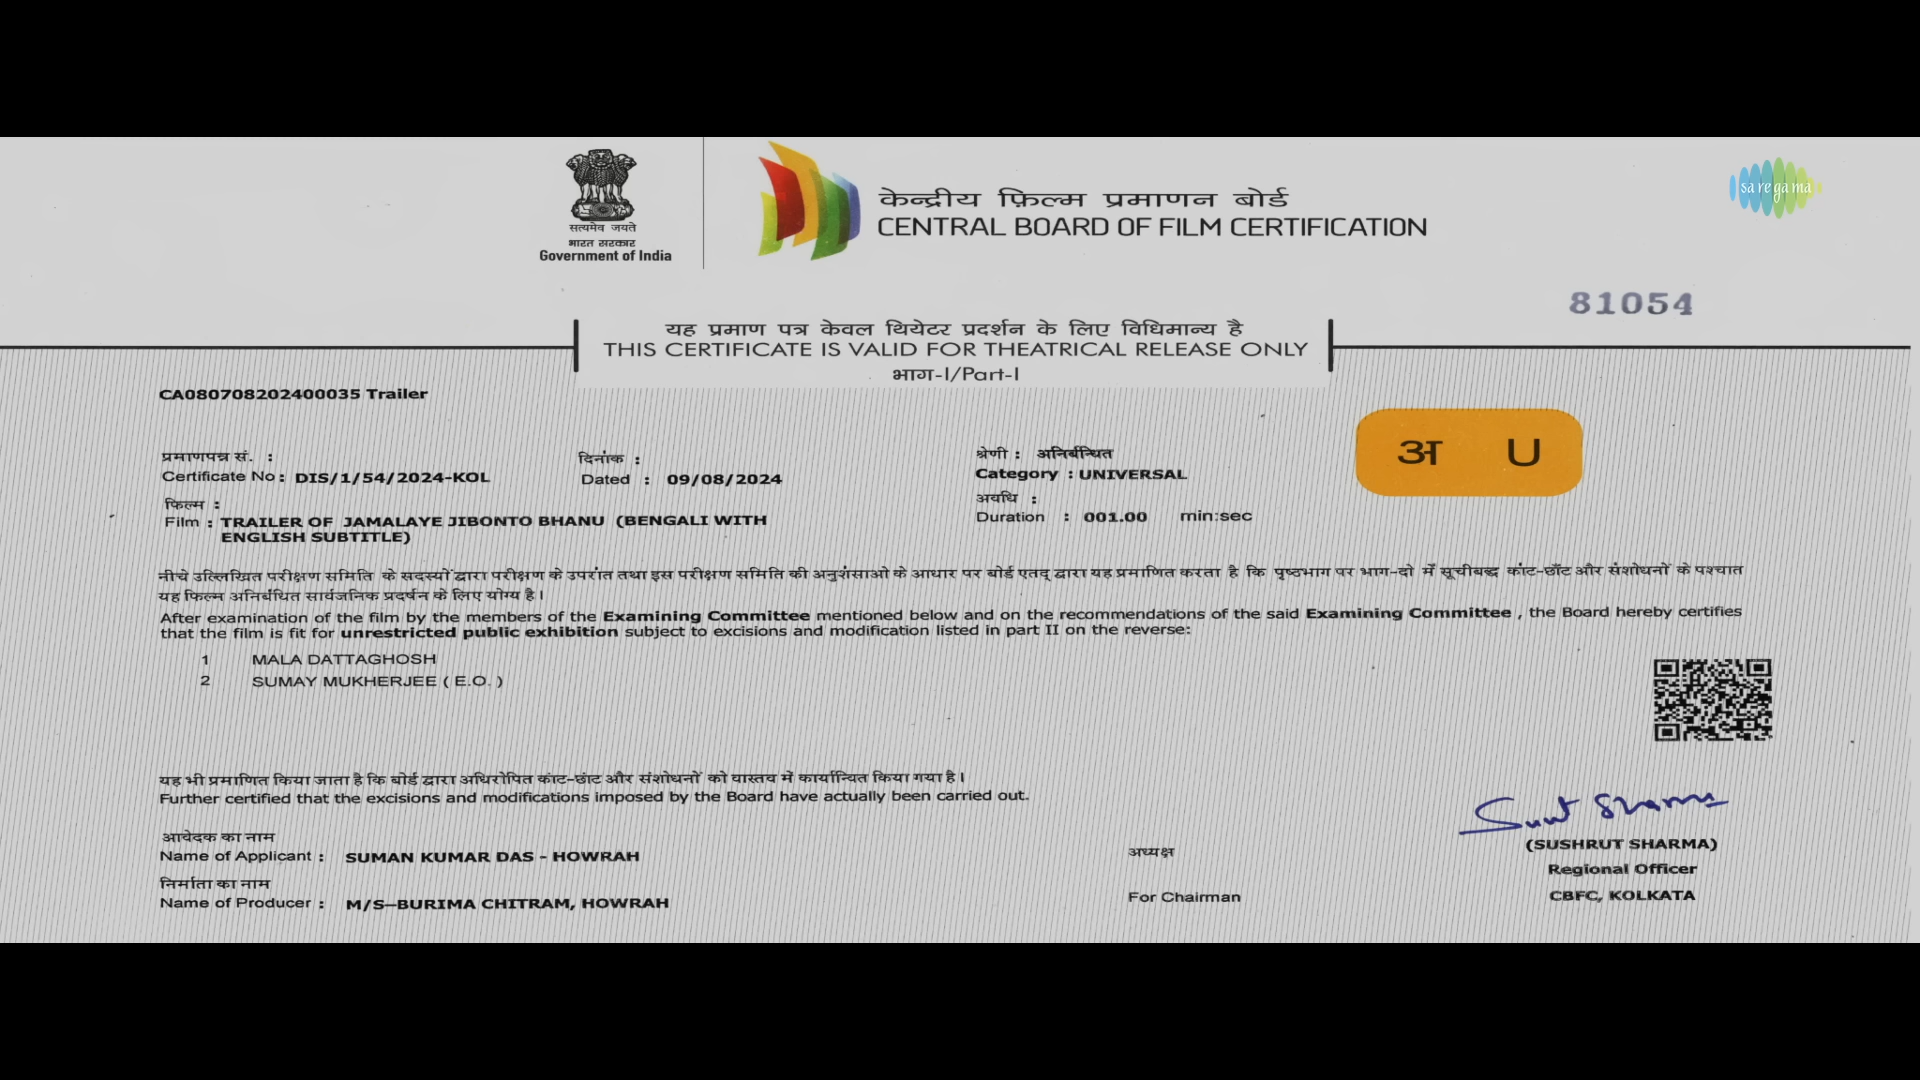 सत्यमेव जयते
भारत सरकार
Government of India
केन्द्रीय फ़िल्म प्रमाणन बोर्ड
CENTRAL BOARD OF FILM CERTIFICATION
sa re ga ma
81054
यह प्रमाण पत्र केवल थियेटर प्रदर्शन के लिए विधिमान्य है
THIS CERTIFICATE IS VALID FOR THEATRICAL RELEASE ONLY
भाग-I/Part-I
CA080708202400035 Trailer
प्रमाणपत्र सं. :
Certificate No : DIS/1/54/2024-KOL
दिनांक :
Dated : 09/08/2024
श्रेणी : अनिर्बन्धित
Category : UNIVERSAL
अ U
फिल्म :
Film : TRAILER OF JAMALAYE JIBONTO BHANU (BENGALI WITH
ENGLISH SUBTITLE)
अवधि :
Duration : 001.00 min:sec
नीचे उल्लिखित परीक्षण समिति के सदस्यों द्वारा परीक्षण के उपरांत तथा इस परीक्षण समिति की अनुशंसाओ के आधार पर बोर्ड एतद् द्वारा यह प्रमाणित करता है कि पृष्ठभाग पर भाग-दो में सूचीबद्ध कांट-छाँट और संशोधनों के पश्चात
यह फिल्म अनिर्बंधित सार्वजनिक प्रदर्षन के लिए योग्य है।
After examination of the film by the members of the Examining Committee mentioned below and on the recommendations of the said Examining Committee , the Board hereby certifies
that the film is fit for unrestricted public exhibition subject to excisions and modification listed in part II on the reverse:
1 MALA DATTAGHOSH
2 SUMAY MUKHERJEE ( E.O. )
यह भी प्रमाणित किया जाता है कि बोर्ड द्वारा अधिरोपित कांट-छांट और संशोधनों को वास्तव में कार्यान्वित किया गया है।
Further certified that the excisions and modifications imposed by the Board have actually been carried out.
आवेदक का नाम
Name of Applicant : SUMAN KUMAR DAS - HOWRAH
निर्माता का नाम
Name of Producer : M/S–BURIMA CHITRAM, HOWRAH
अध्यक्ष
For Chairman
(SUSHRUT SHARMA)
Regional Officer
CBFC, KOLKATA